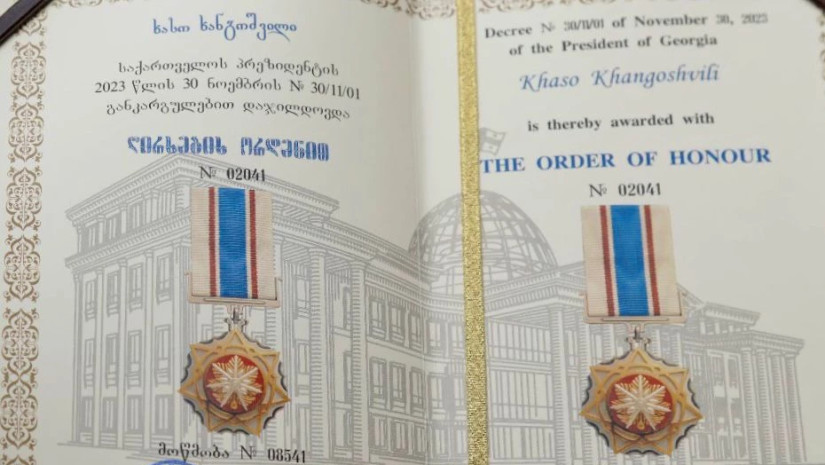 ხასო ხანგოშვილი
საქართველოს პრეზიდენტის
2023 წლის 30 ნოემბრის № 30/11/01
განკარგულებით დაჯილდოვდა
ღირსების ორდენით
№ 02041
მოწმობა № 08541
Decree № 30/11/01 of November 30, 2023
of the President of Georgia
Khaso Khangoshvili
is thereby awarded with
THE ORDER OF HONOUR
№ 02041